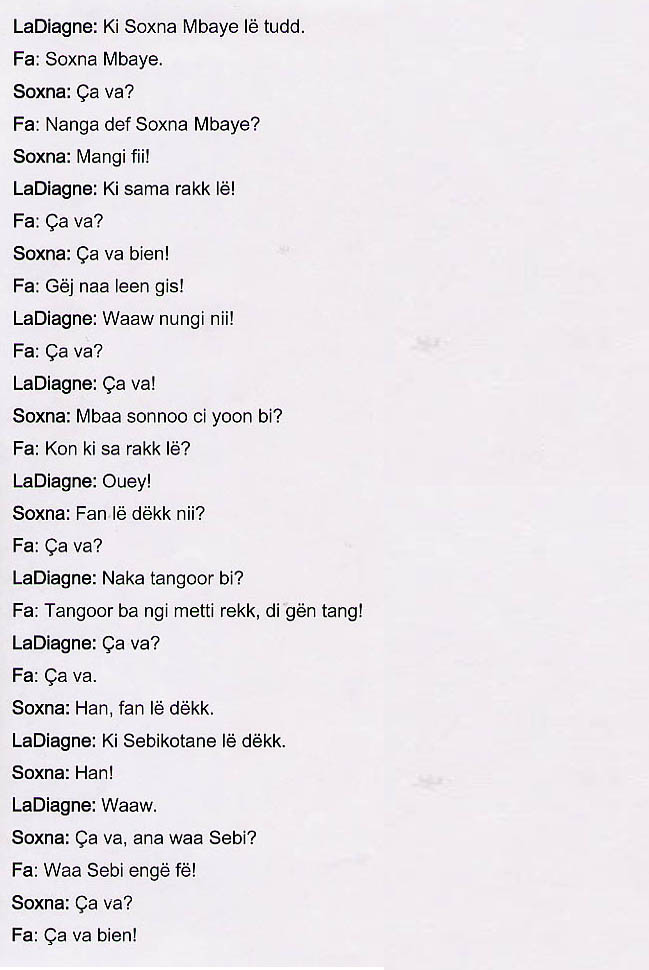 LaDiagne: Ki Soxna Mbaye lë tudd.
Fa: Soxna Mbaye.
Soxna: Ça va?
Fa: Nanga def Soxna Mbaye?
Soxna: Mangi fii!
LaDiagne: Ki sama rakk lë!
Fa: Ça va?
Soxna: Ça va bien!
Fa: Gëj naa leen gis!
LaDiagne: Waaw nungi nii!
Fa: Ça va?
LaDiagne: Ça va!
Soxna: Mbaa sonnoo ci yoon bi?
Fa: Kon ki sa rakk lë?
LaDiagne: Ouey!
Soxna: Fan lë dëkk nii?
Fa: Ça va?
LaDiagne: Naka tangoor bi?
Fa: Tangoor ba ngi metti rekk, di gën tang!
LaDiagne: Ça va?
Fa: Ça va.
Soxna: Han, fan lë dëkk.
LaDiagne: Ki Sebikotane lë dëkk.
Soxna: Han!
LaDiagne: Waaw.
Soxna: Ça va, ana waa Sebi?
Fa: Waa Sebi engë fë!
Soxna: Ça va?
Fa: Ça va bien!